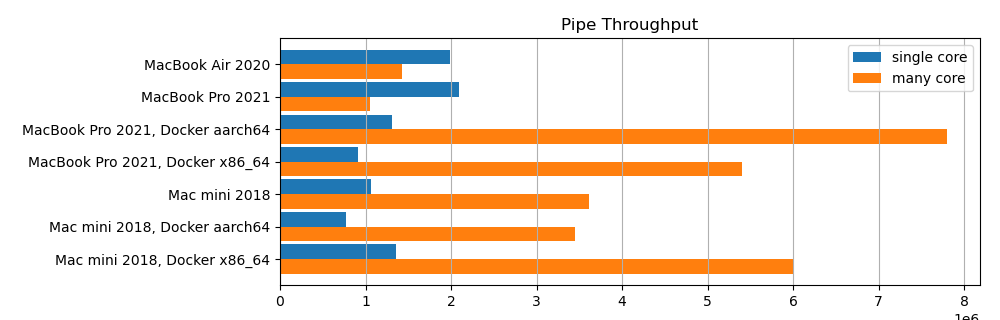 Pipe Throughput
single core
many core
MacBook Air 2020
MacBook Pro 2021
MacBook Pro 2021, Docker aarch64
MacBook Pro 2021, Docker x86_64
Mac mini 2018
Mac mini 2018, Docker aarch64
Mac mini 2018, Docker x86_64
0 1 2 3 4 5 6 7 8
1e6